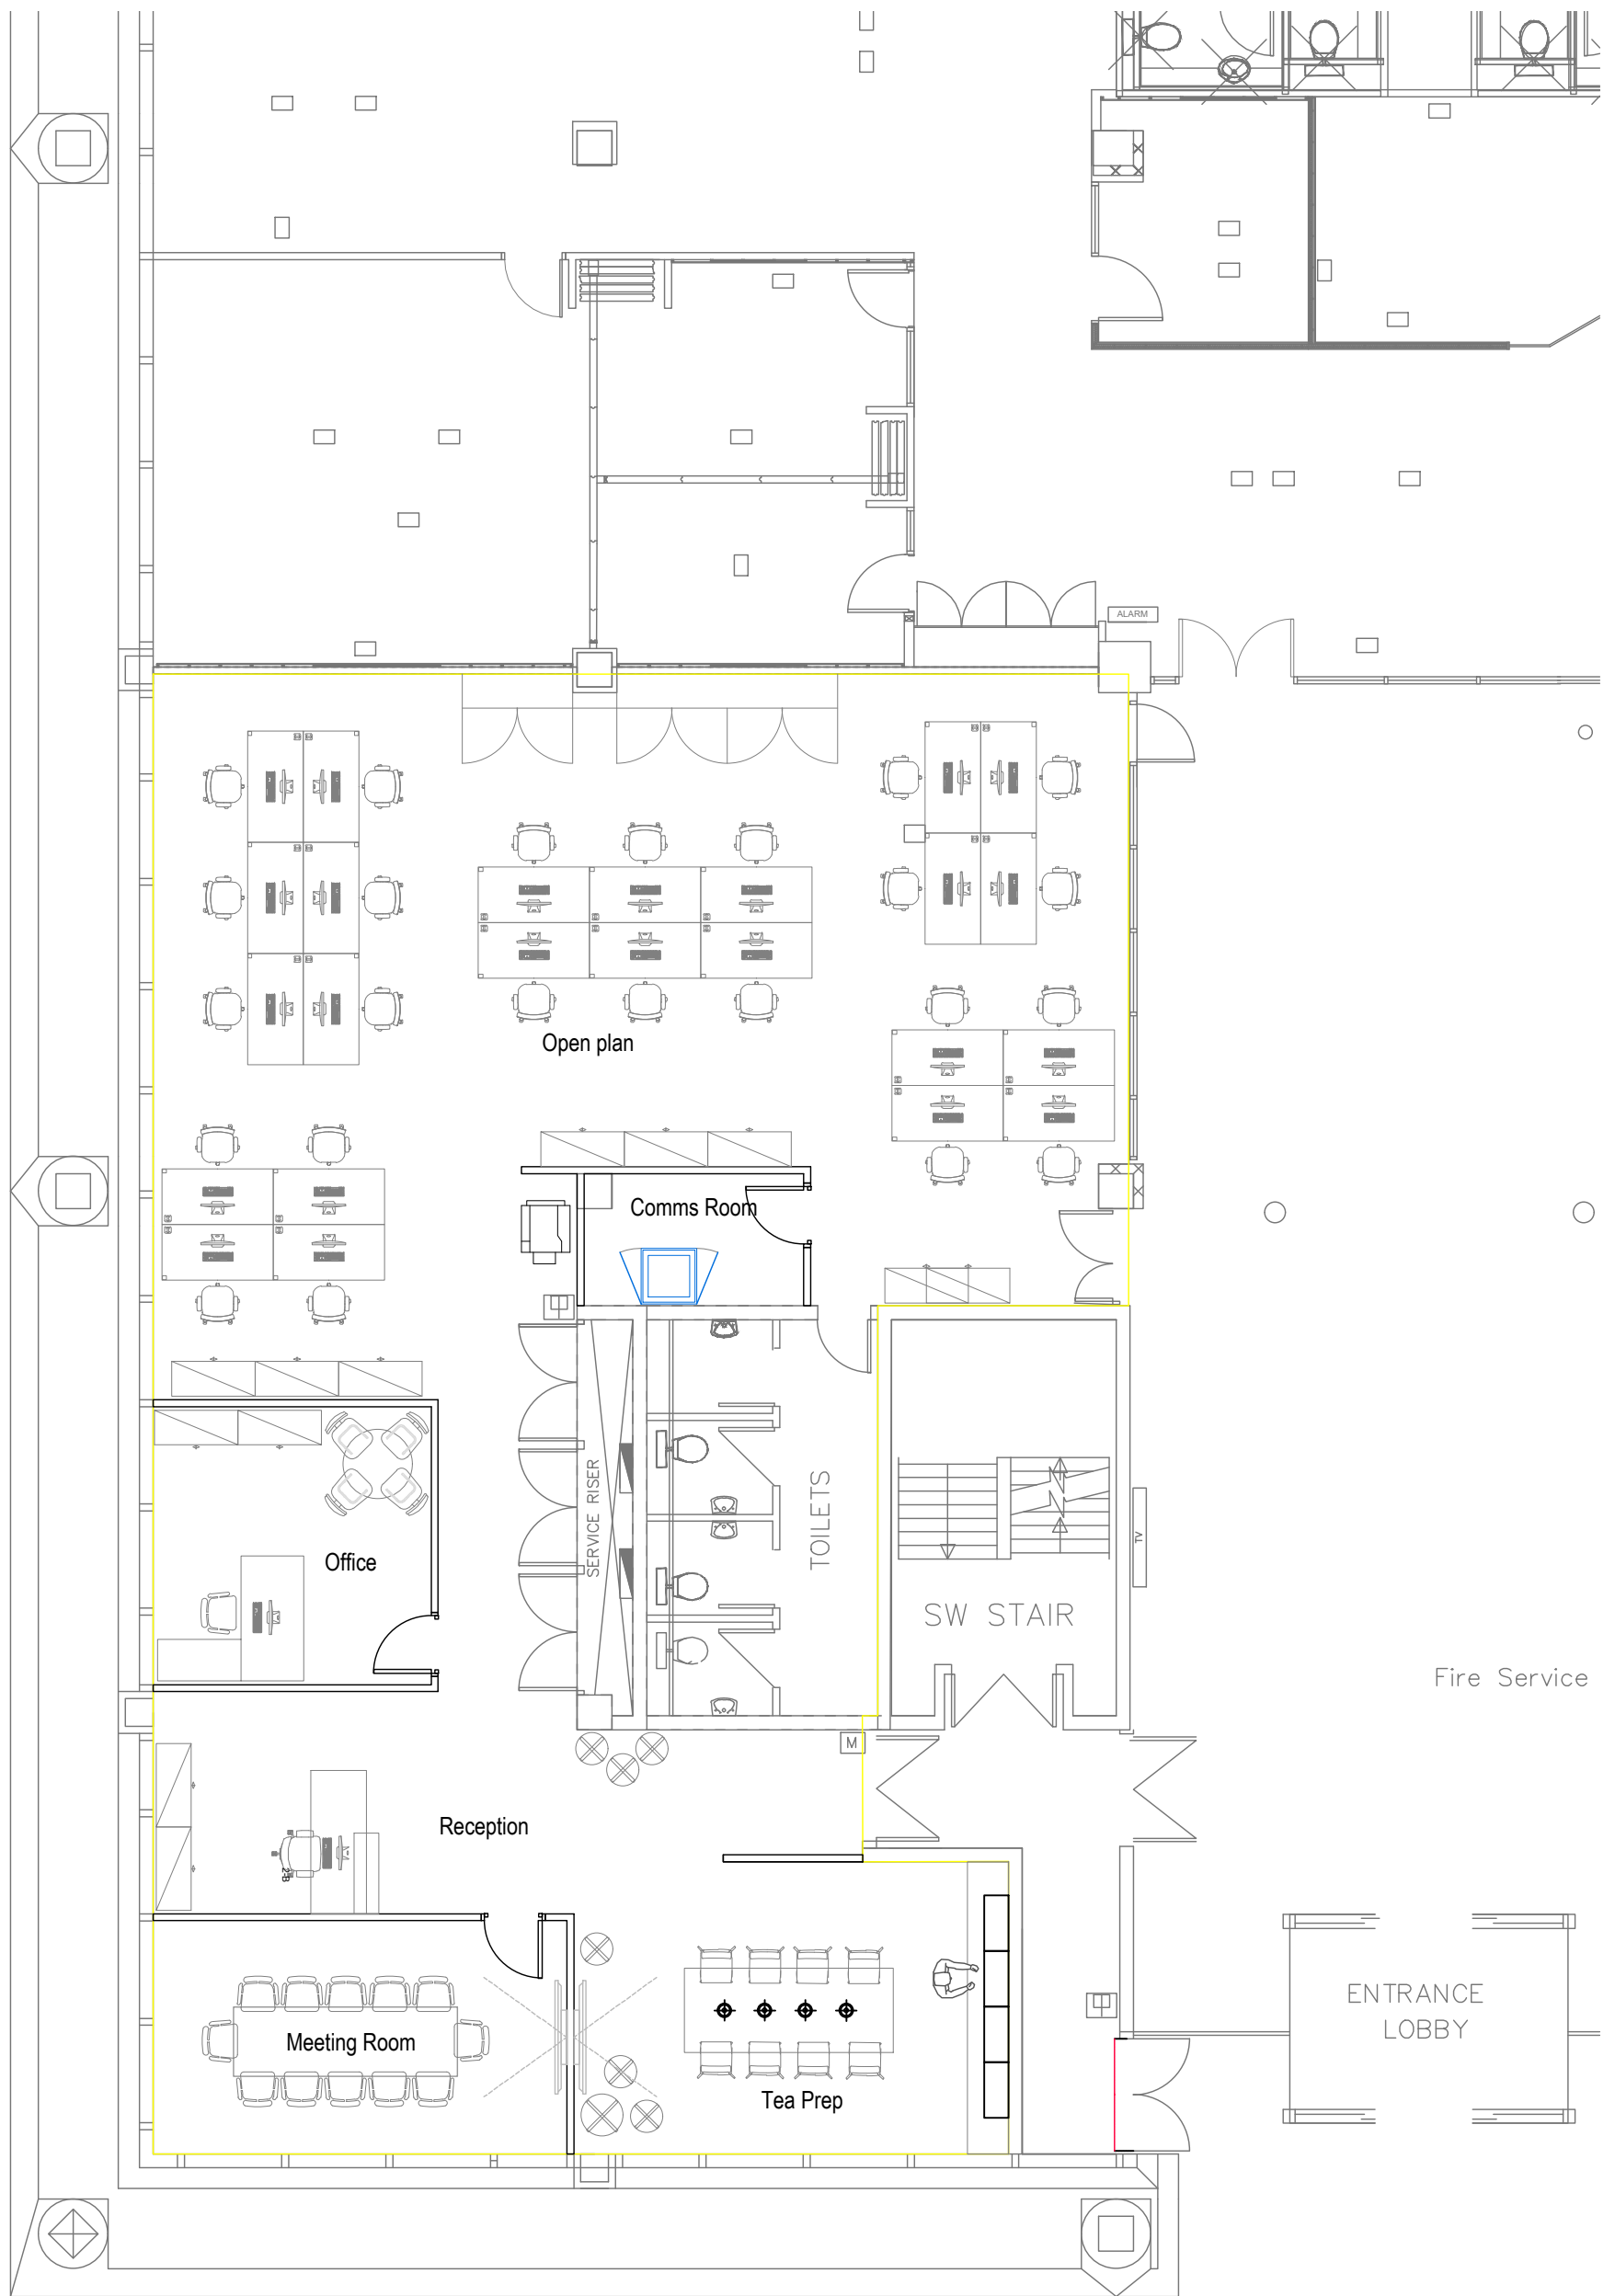 ALARM
Open plan
Comms Room
SERVICE RISER
TOILETS
Office
TV
SW STAIR
Fire Service
M
Reception
ENTRANCE
LOBBY
Meeting Room
Tea Prep